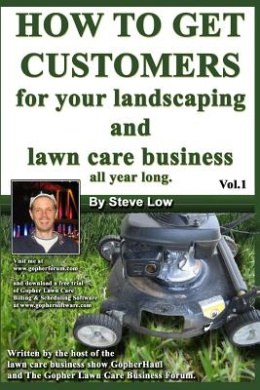 HOW TO GET
CUSTOMERS
for your landscaping
and
lawn care business
all year long.
Vol.1
By Steve Low
Visit me at
www.gopherforum.com
and download a free trial
of Gopher Lawn Care
Billing & Scheduling Software
at www.gophersoftware.com
Written by the host of the
lawn care business show GopherHaul
and The Gopher Lawn Care Business Forum.